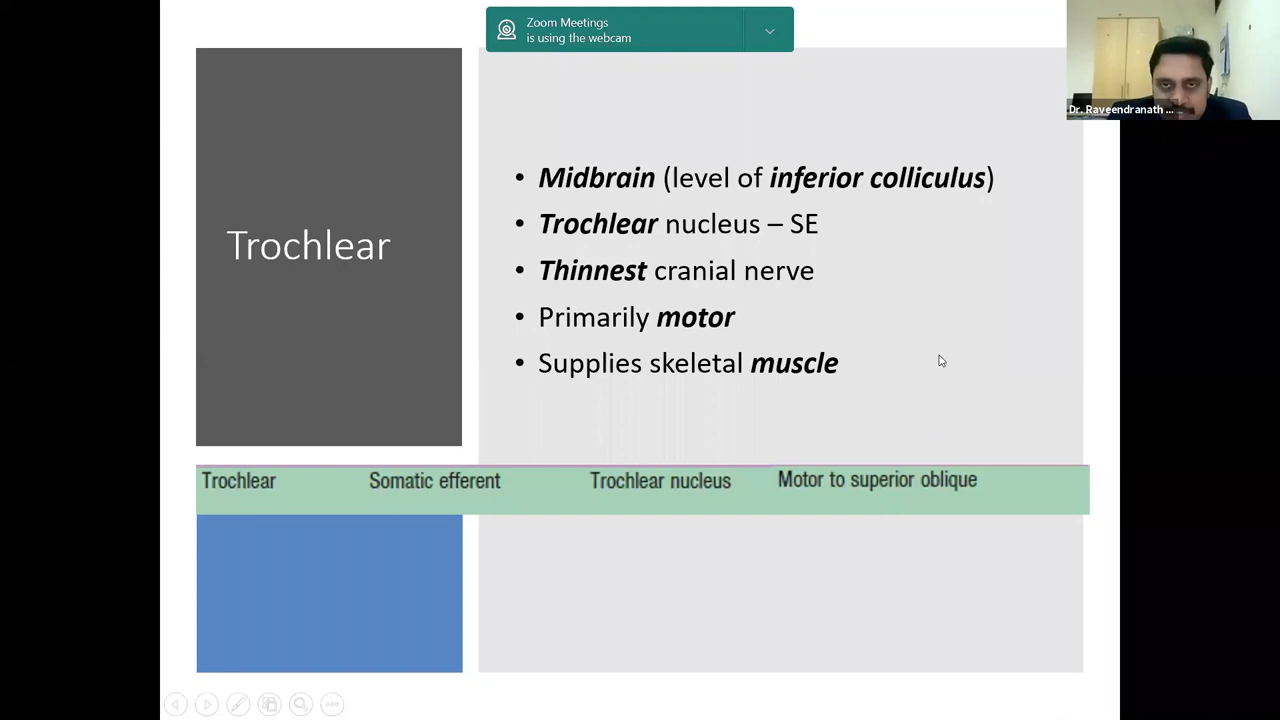 Zoom Meetings
is using the webcam
Dr. Raveendranath ...
Trochlear
• Midbrain (level of inferior colliculus)
• Trochlear nucleus – SE
• Thinnest cranial nerve
• Primarily motor
• Supplies skeletal muscle
Trochlear Somatic efferent Trochlear nucleus Motor to superior oblique